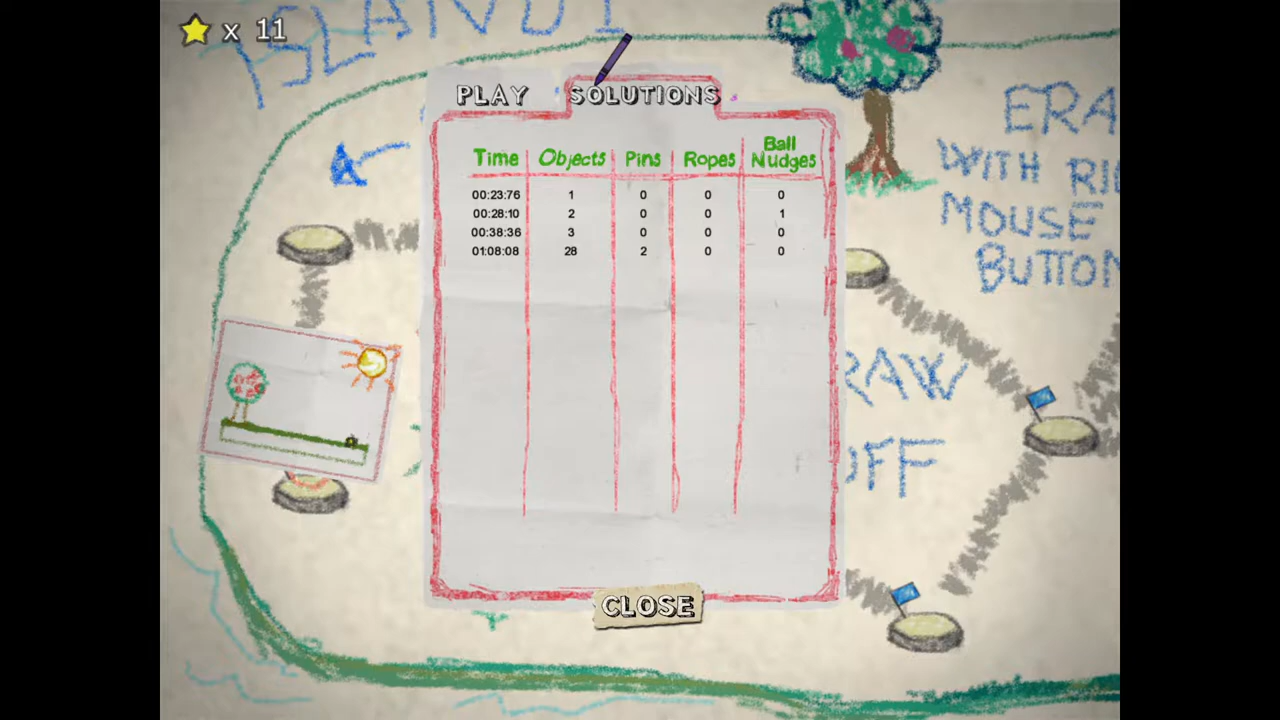 x 11
ISLAND 1
PLAY SOLUTIONS
Time Objects Pins Ropes Ball Nudges
00:23:76 1 0 0 0
00:28:10 2 0 0 1
00:38:36 3 0 0 0
01:08:08 28 2 0 0
CLOSE
ERA
WITH RI
MOUSE
BUTTON
RAW